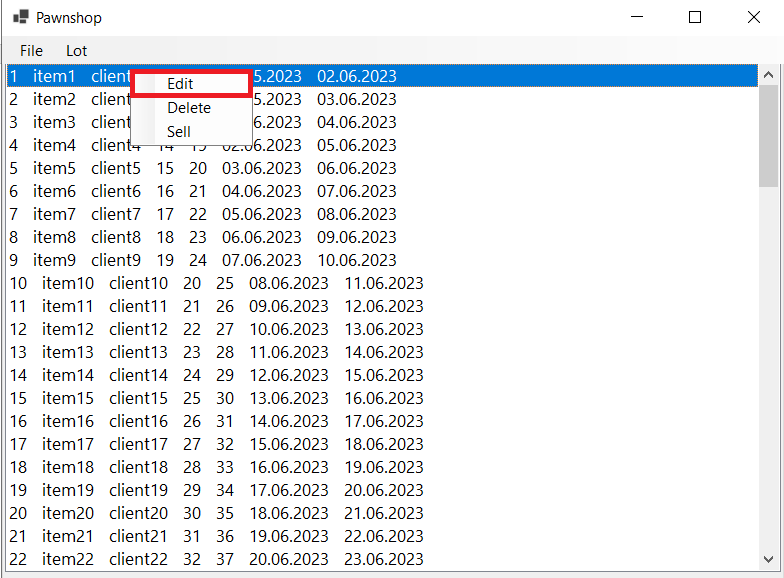 Pawnshop
File Lot
1 item1 client 5.2023 02.06.2023
Edit
2 item2 client 5.2023 03.06.2023
Delete
3 item3 client 6.2023 04.06.2023
Sell
4 item4 client4 14 19 02.06.2023 05.06.2023
5 item5 client5 15 20 03.06.2023 06.06.2023
6 item6 client6 16 21 04.06.2023 07.06.2023
7 item7 client7 17 22 05.06.2023 08.06.2023
8 item8 client8 18 23 06.06.2023 09.06.2023
9 item9 client9 19 24 07.06.2023 10.06.2023
10 item10 client10 20 25 08.06.2023 11.06.2023
11 item11 client11 21 26 09.06.2023 12.06.2023
12 item12 client12 22 27 10.06.2023 13.06.2023
13 item13 client13 23 28 11.06.2023 14.06.2023
14 item14 client14 24 29 12.06.2023 15.06.2023
15 item15 client15 25 30 13.06.2023 16.06.2023
16 item16 client16 26 31 14.06.2023 17.06.2023
17 item17 client17 27 32 15.06.2023 18.06.2023
18 item18 client18 28 33 16.06.2023 19.06.2023
19 item19 client19 29 34 17.06.2023 20.06.2023
20 item20 client20 30 35 18.06.2023 21.06.2023
21 item21 client21 31 36 19.06.2023 22.06.2023
22 item22 client22 32 37 20.06.2023 23.06.2023